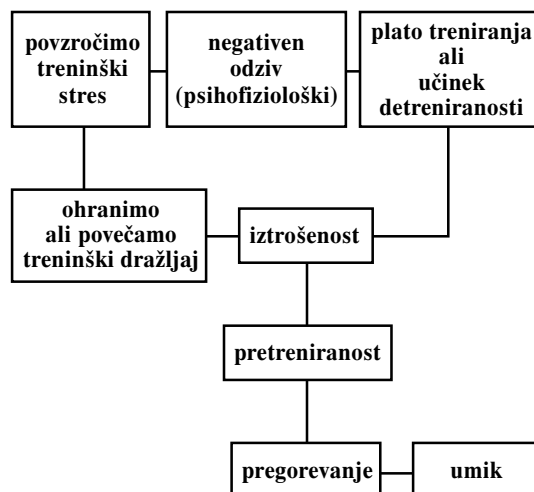 povzročimo
treninški
stres
negativen
odziv
(psihofiziološki)
plato treniranja
ali
učinek
detreniranosti
ohranimo
ali povečamo
treninški dražljaj
iztrošenost
pretreniranost
pregorevanje
umik